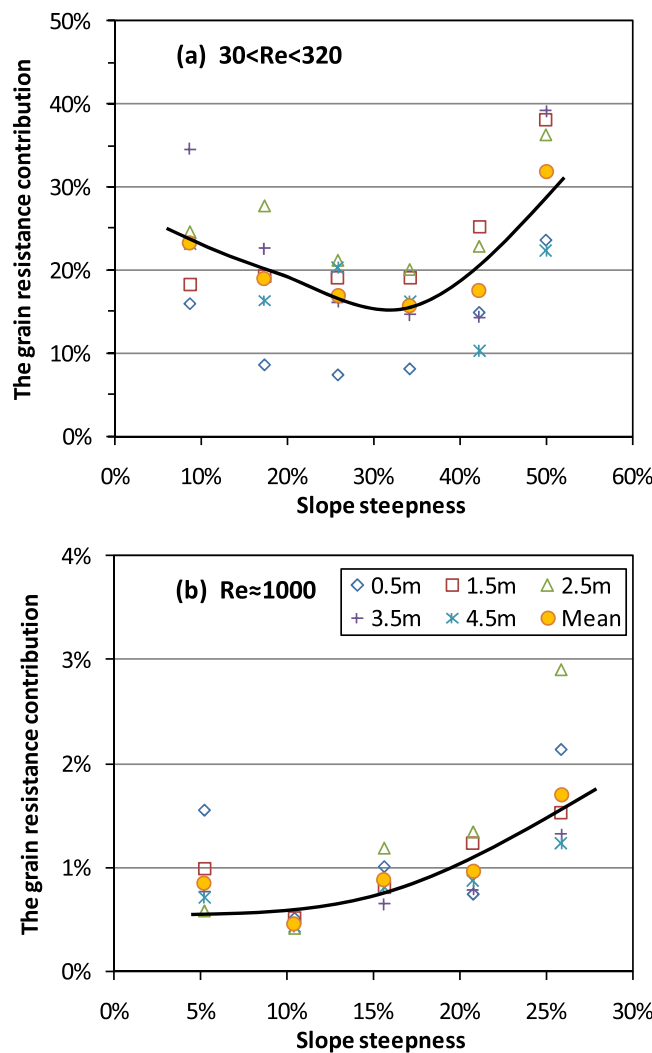 50%
(a) 30<Re<320
40%
30%
20%
10%
0%
The grain resistance contribution
0% 10% 20% 30% 40% 50% 60%
Slope steepness
4%
(b) Re≈1000
0.5m 1.5m 2.5m
3.5m 4.5m Mean
3%
2%
1%
0%
The grain resistance contribution
0% 5% 10% 15% 20% 25% 30%
Slope steepness